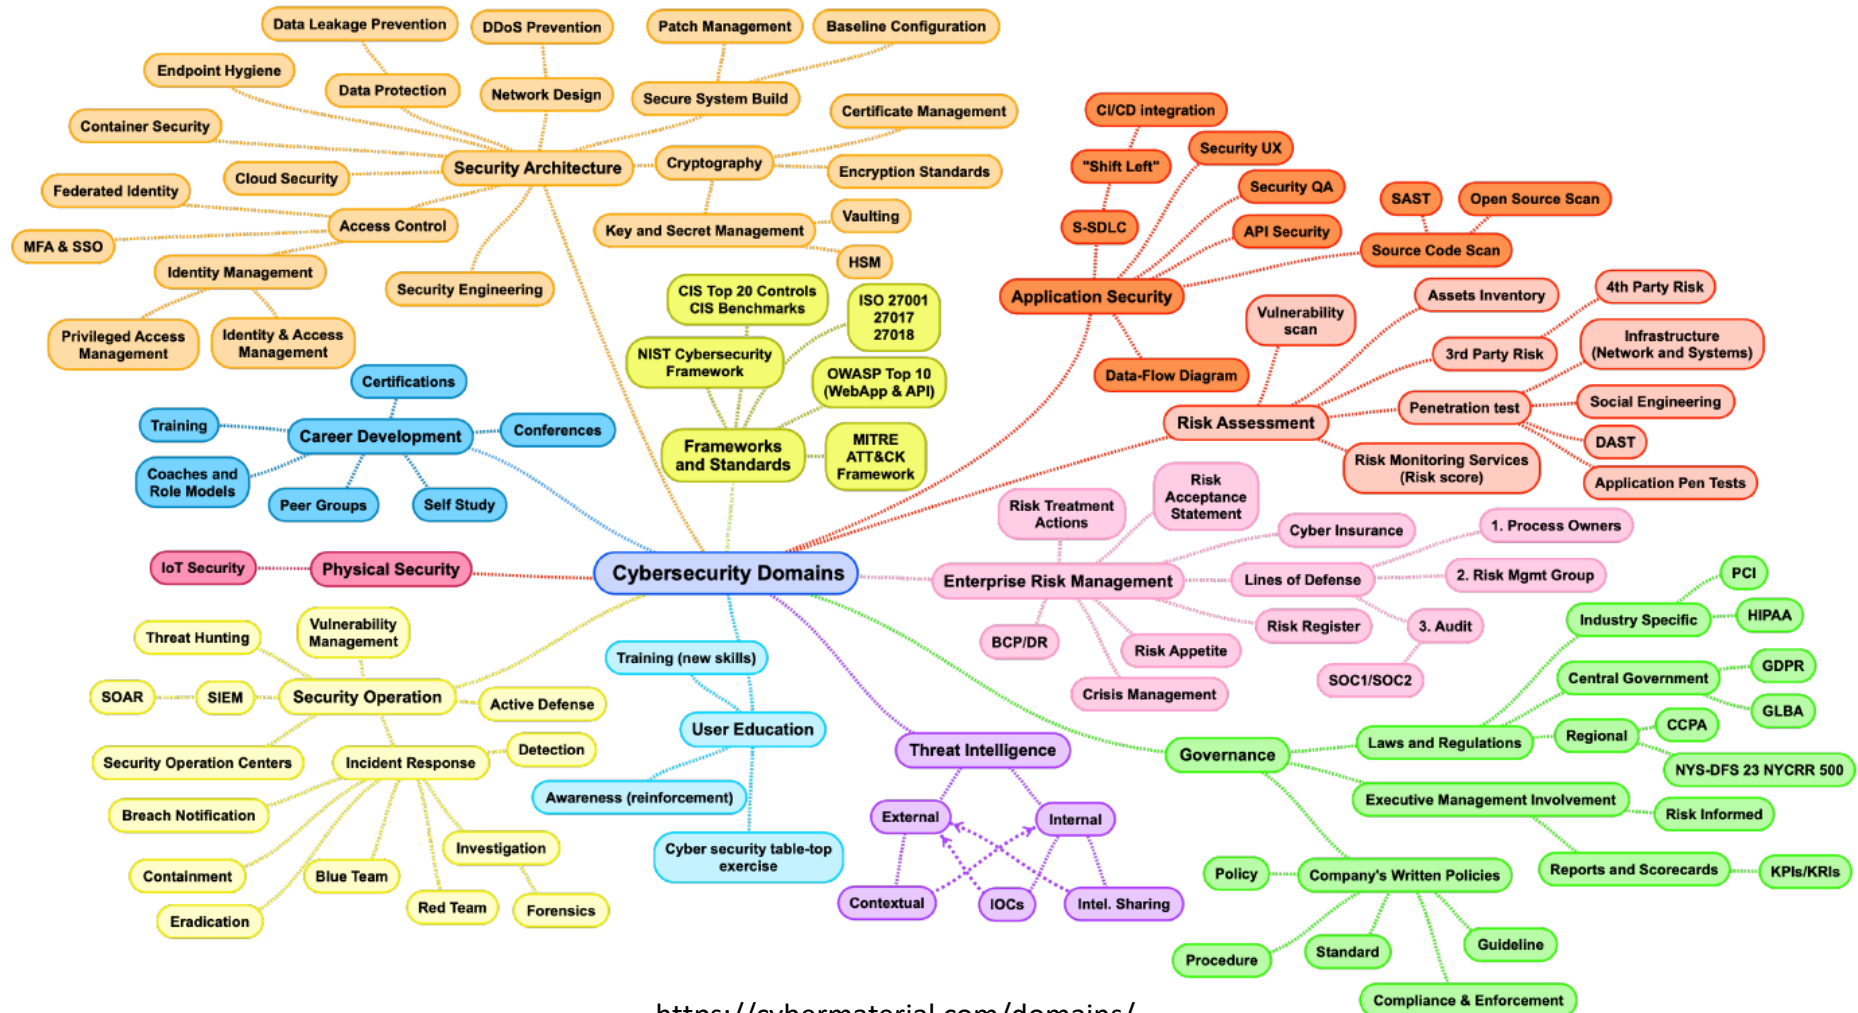 Data Leakage Prevention
DDoS Prevention
Patch Management
Baseline Configuration
Endpoint Hygiene
Data Protection
Network Design
Secure System Build
Container Security
Certificate Management
Security Architecture
Cryptography
Cloud Security
Encryption Standards
Federated Identity
Access Control
Key and Secret Management
Vaulting
MFA & SSO
HSM
Identity Management
Security Engineering
Privileged Access
Management
Identity & Access
Management
CI/CD integration
"Shift Left"
Security UX
Security QA
SAST
Open Source Scan
S-SDLC
API Security
Source Code Scan
Application Security
Data-Flow Diagram
CIS Top 20 Controls
CIS Benchmarks
ISO 27001
27017
27018
NIST Cybersecurity
Framework
OWASP Top 10
(WebApp & API)
Frameworks
and Standards
MITRE
ATT&CK
Framework
Certifications
Training
Career Development
Conferences
Coaches and
Role Models
Peer Groups
Self Study
Vulnerability
scan
Assets Inventory
4th Party Risk
3rd Party Risk
Infrastructure
(Network and Systems)
Risk Assessment
Penetration test
Social Engineering
DAST
Risk Monitoring Services
(Risk score)
Application Pen Tests
IoT Security
Physical Security
Cybersecurity Domains
Risk Treatment
Actions
Risk
Acceptance
Statement
Cyber Insurance
1. Process Owners
Enterprise Risk Management
Lines of Defense
2. Risk Mgmt Group
BCP/DR
Risk Appetite
Risk Register
3. Audit
Crisis Management
SOC1/SOC2
Threat Hunting
Vulnerability
Management
SOAR
SIEM
Security Operation
Active Defense
Security Operation Centers
Incident Response
Detection
Breach Notification
Investigation
Containment
Blue Team
Eradication
Red Team
Forensics
Training (new skills)
User Education
Awareness (reinforcement)
Cyber security table-top
exercise
Threat Intelligence
External
Internal
Contextual
IOCs
Intel. Sharing
PCI
Industry Specific
HIPAA
Central Government
GDPR
GLBA
Governance
Laws and Regulations
Regional
CCPA
NYS-DFS 23 NYCRR 500
Executive Management Involvement
Risk Informed
Reports and Scorecards
KPIs/KRIs
Policy
Company's Written Policies
Procedure
Standard
Guideline
Compliance & Enforcement
https://cybermaterial.com/domains/